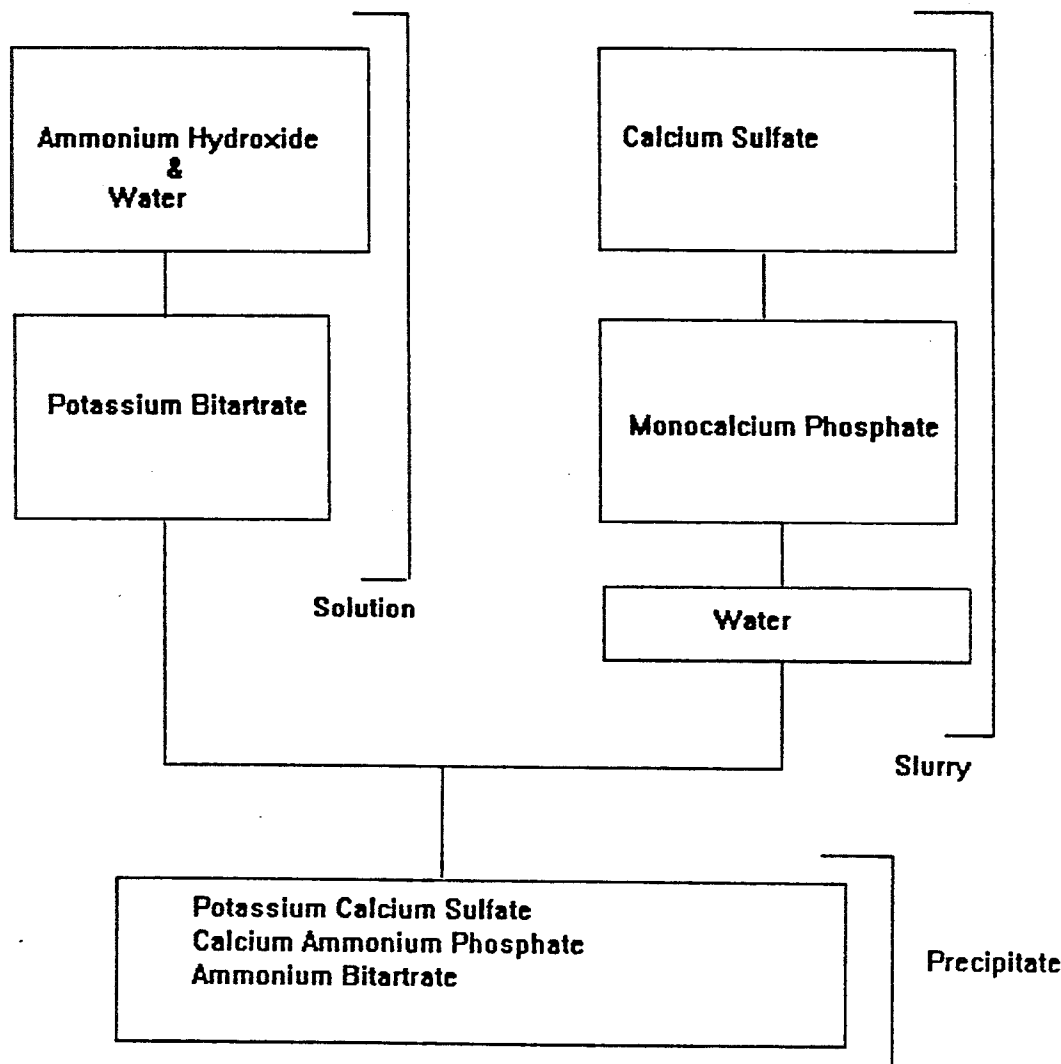 Ammonium Hydroxide
&
Water
Potassium Bitartrate
Solution
Calcium Sulfate
Monocalcium Phosphate
Water
Slurry
Potassium Calcium Sulfate
Calcium Ammonium Phosphate
Ammonium Bitartrate
Precipitate